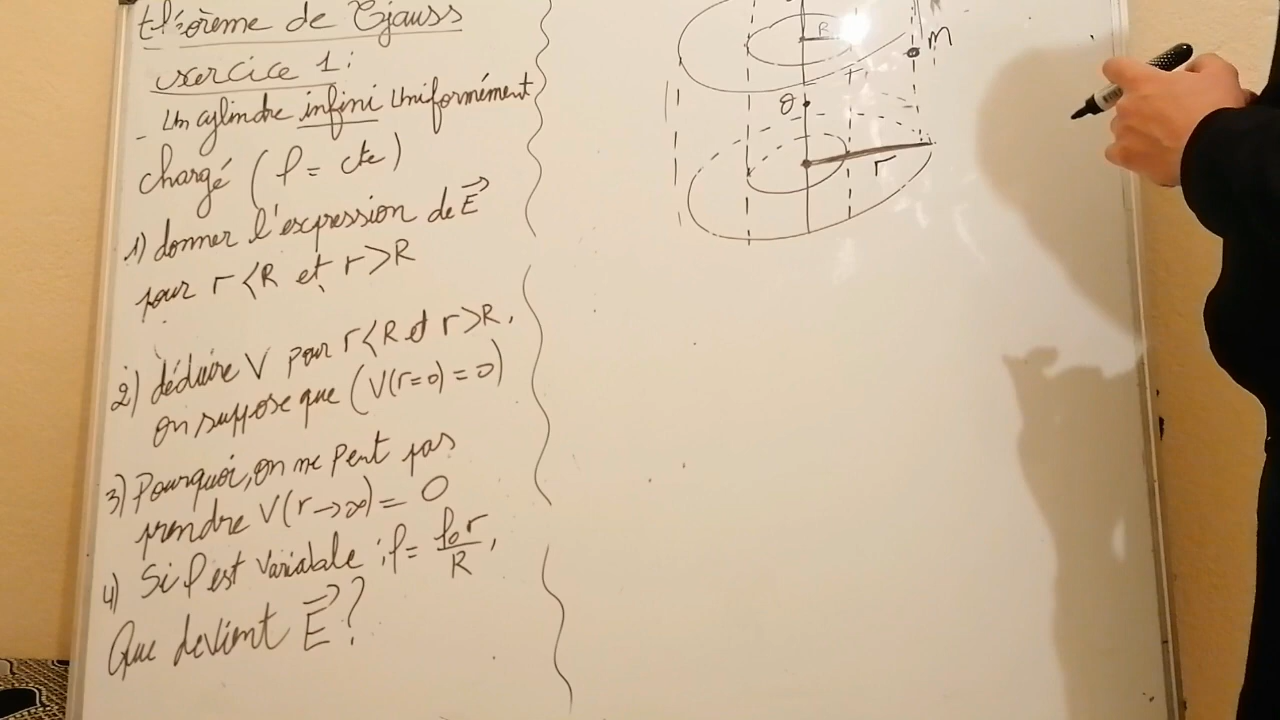 théorème de Gauss
exercice 1:
- Un cylindre infini Uniformément
chargé (ρ = cte)
1) donner l'expression de E⃗
pour r < R et r > R
2) déduire V pour r < R et r > R,
on suppose que (V(r=0) = 0)
3) Pourquoi, on ne peut pas
prendre V(r→∞) = 0
4) Si ρ est variable ; ρ = ρ₀r/R,
Que devient E⃗?
R
M
O
r